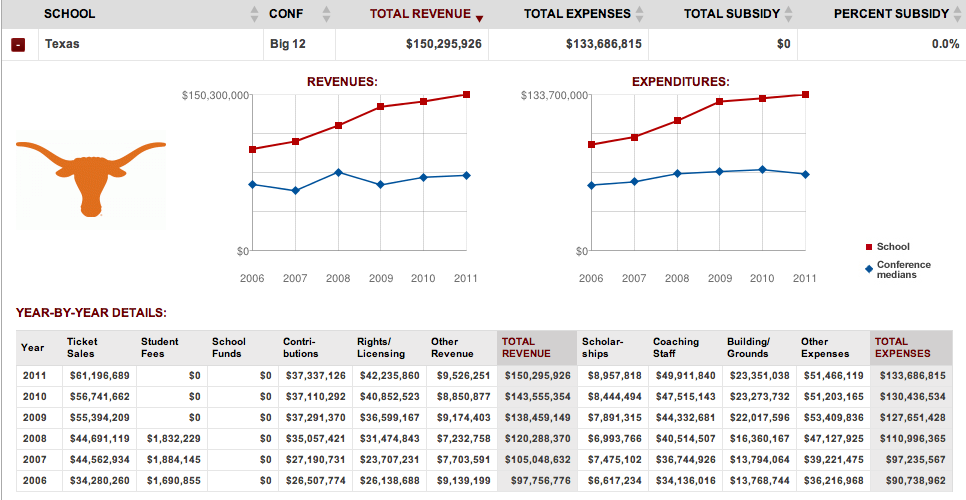 SCHOOL CONF TOTAL REVENUE TOTAL EXPENSES TOTAL SUBSIDY PERCENT SUBSIDY
- Texas Big 12 $150,295,926 $133,686,815 $0 0.0%
REVENUES: EXPENDITURES:
$150,300,000 $133,700,000
School
Conference
medians
$0 $0
2006 2007 2008 2009 2010 2011 2006 2007 2008 2009 2010 2011
YEAR-BY-YEAR DETAILS:
Year Ticket Sales Student Fees School Funds Contri-butions Rights/Licensing Other Revenue TOTAL REVENUE Scholar-ships Coaching Staff Building/Grounds Other Expenses TOTAL EXPENSES
2011 $61,196,689 $0 $0 $37,337,126 $42,235,860 $9,526,251 $150,295,926 $8,957,818 $49,911,840 $23,351,038 $51,466,119 $133,686,815
2010 $56,741,662 $0 $0 $37,110,292 $40,852,523 $8,850,877 $143,555,354 $8,444,494 $47,515,143 $23,273,732 $51,203,165 $130,436,534
2009 $55,394,209 $0 $0 $37,291,370 $36,599,167 $9,174,403 $138,459,149 $7,891,315 $44,332,681 $22,017,596 $53,409,836 $127,651,428
2008 $44,691,119 $1,832,229 $0 $35,057,421 $31,474,843 $7,232,758 $120,288,370 $6,993,766 $40,514,507 $16,360,167 $47,127,925 $110,996,365
2007 $44,562,934 $1,884,145 $0 $27,190,731 $23,707,231 $7,703,591 $105,048,632 $7,475,102 $36,744,926 $13,794,064 $39,221,475 $97,235,567
2006 $34,280,260 $1,690,855 $0 $26,507,774 $26,138,688 $9,139,199 $97,756,776 $6,617,234 $34,136,016 $13,768,744 $36,216,968 $90,738,962